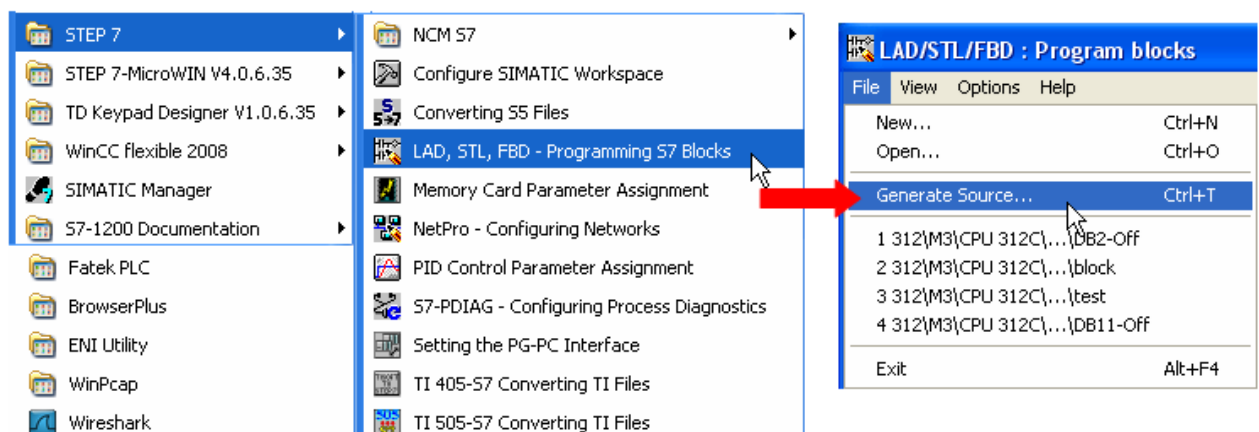 STEP 7
STEP 7-MicroWIN V4.0.6.35
TD Keypad Designer V1.0.6.35
WinCC flexible 2008
SIMATIC Manager
S7-1200 Documentation
Fatek PLC
BrowserPlus
ENI Utility
WinPcap
Wireshark
NCM S7
Configure SIMATIC Workspace
Converting S5 Files
LAD, STL, FBD - Programming S7 Blocks
Memory Card Parameter Assignment
NetPro - Configuring Networks
PID Control Parameter Assignment
S7-PDIAG - Configuring Process Diagnostics
Setting the PG-PC Interface
TI 405-S7 Converting TI Files
TI 505-S7 Converting TI Files
LAD/STL/FBD : Program blocks
File View Options Help
New... Ctrl+N
Open... Ctrl+O
Generate Source... Ctrl+T
1 312\M3\CPU 312C\...\DB2-Off
2 312\M3\CPU 312C\...\block
3 312\M3\CPU 312C\...\test
4 312\M3\CPU 312C\...\DB11-Off
Exit Alt+F4